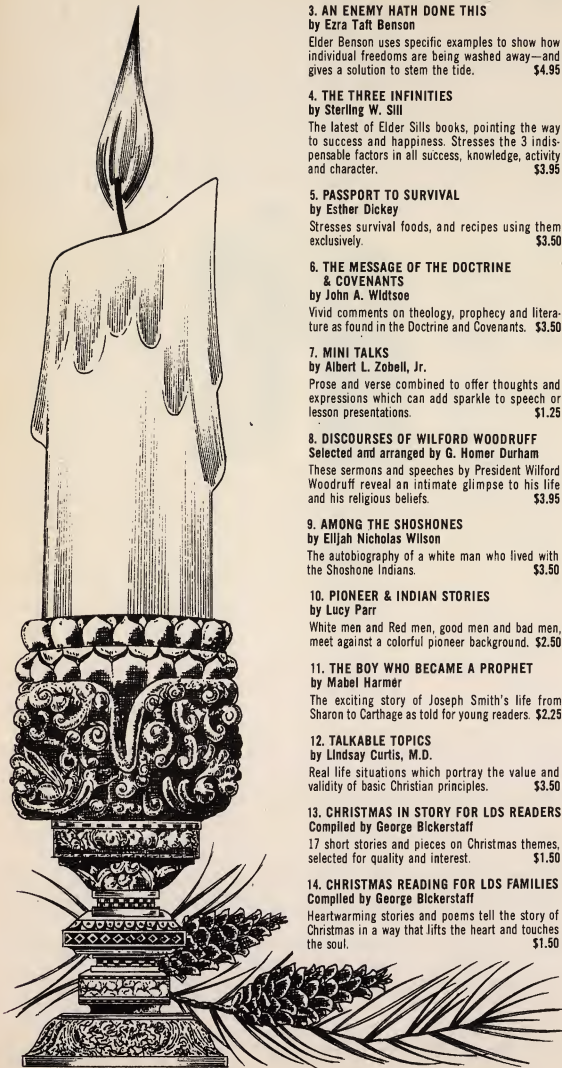 3. AN ENEMY HATH DONE THIS
by Ezra Taft Benson
Elder Benson uses specific examples to show how
individual freedoms are being washed away—and
gives a solution to stem the tide. $4.95
4. THE THREE INFINITIES
by Sterling W. Sill
The latest of Elder Sills books, pointing the way
to success and happiness. Stresses the 3 indis-
pensable factors in all success, knowledge, activity
and character. $3.95
5. PASSPORT TO SURVIVAL
by Esther Dickey
Stresses survival foods, and recipes using them
exclusively. $3.50
6. THE MESSAGE OF THE DOCTRINE
& COVENANTS
by John A. Widtsoe
Vivid comments on theology, prophecy and litera-
ture as found in the Doctrine and Covenants. $3.50
7. MINI TALKS
by Albert L. Zobell, Jr.
Prose and verse combined to offer thoughts and
expressions which can add sparkle to speech or
lesson presentations. $1.25
8. DISCOURSES OF WILFORD WOODRUFF
Selected and arranged by G. Homer Durham
These sermons and speeches by President Wilford
Woodruff reveal an intimate glimpse to his life
and his religious beliefs. $3.95
9. AMONG THE SHOSHONES
by Elijah Nicholas Wilson
The autobiography of a white man who lived with
the Shoshone Indians. $3.50
10. PIONEER & INDIAN STORIES
by Lucy Parr
White men and Red men, good men and bad men,
meet against a colorful pioneer background. $2.50
11. THE BOY WHO BECAME A PROPHET
by Mabel Harmer
The exciting story of Joseph Smith's life from
Sharon to Carthage as told for young readers. $2.25
12. TALKABLE TOPICS
by Lindsay Curtis, M.D.
Real life situations which portray the value and
validity of basic Christian principles. $3.50
13. CHRISTMAS IN STORY FOR LDS READERS
Compiled by George Bickerstaff
17 short stories and pieces on Christmas themes,
selected for quality and interest. $1.50
14. CHRISTMAS READING FOR LDS FAMILIES
Compiled by George Bickerstaff
Heartwarming stories and poems tell the story of
Christmas in a way that lifts the heart and touches
the soul. $1.50